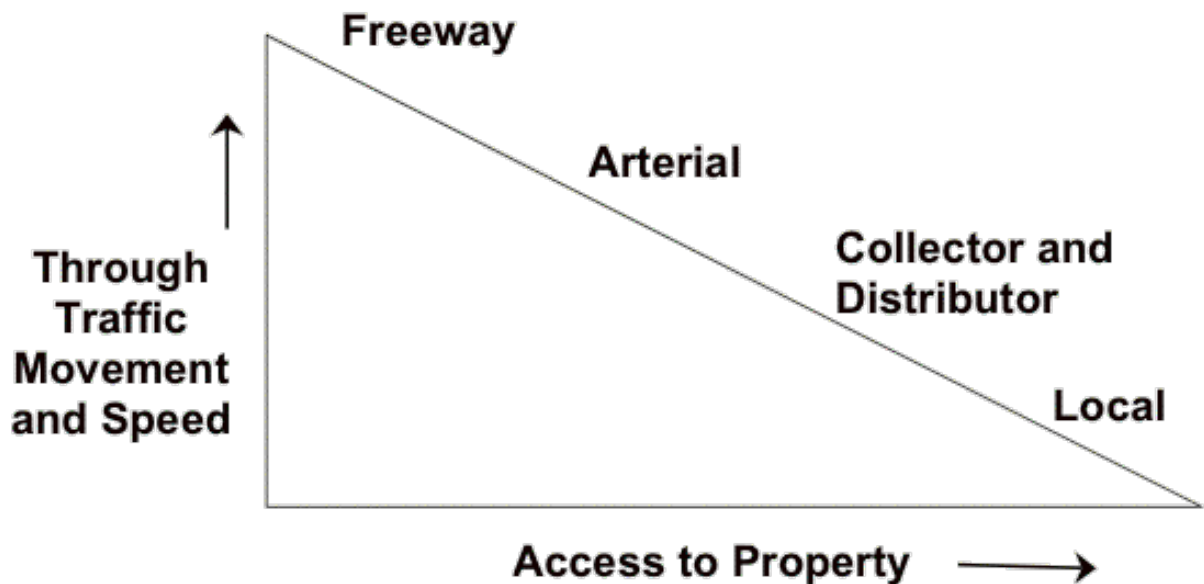 Freeway
Arterial
Collector and
Distributor
Through
Traffic
Movement
and Speed
Local
Access to Property